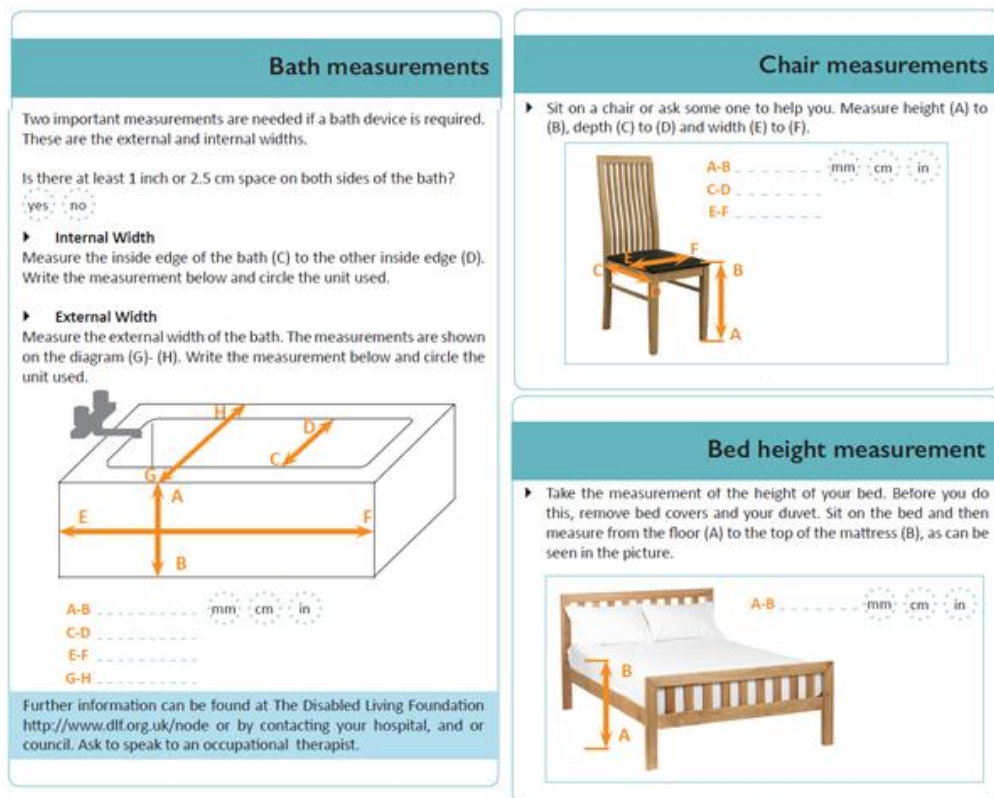 Bath measurements
Two important measurements are needed if a bath device is required.
These are the external and internal widths.
Is there at least 1 inch or 2.5 cm space on both sides of the bath?
yes no
Internal Width
Measure the inside edge of the bath (C) to the other inside edge (D).
Write the measurement below and circle the unit used.
External Width
Measure the external width of the bath. The measurements are shown
on the diagram (G)- (H). Write the measurement below and circle the
unit used.
H
D
C
G
A
E F
B
A-B mm cm in
C-D
E-F
G-H
Further information can be found at The Disabled Living Foundation
http://www.dlf.org.uk/node or by contacting your hospital, and or
council. Ask to speak to an occupational therapist.
Chair measurements
Sit on a chair or ask some one to help you. Measure height (A) to
(B), depth (C) to (D) and width (E) to (F).
A-B mm cm in
C-D
E-F
F
E
C B
D
A
Bed height measurement
Take the measurement of the height of your bed. Before you do
this, remove bed covers and your duvet. Sit on the bed and then
measure from the floor (A) to the top of the mattress (B), as can be
seen in the picture.
A-B mm cm in
B
A